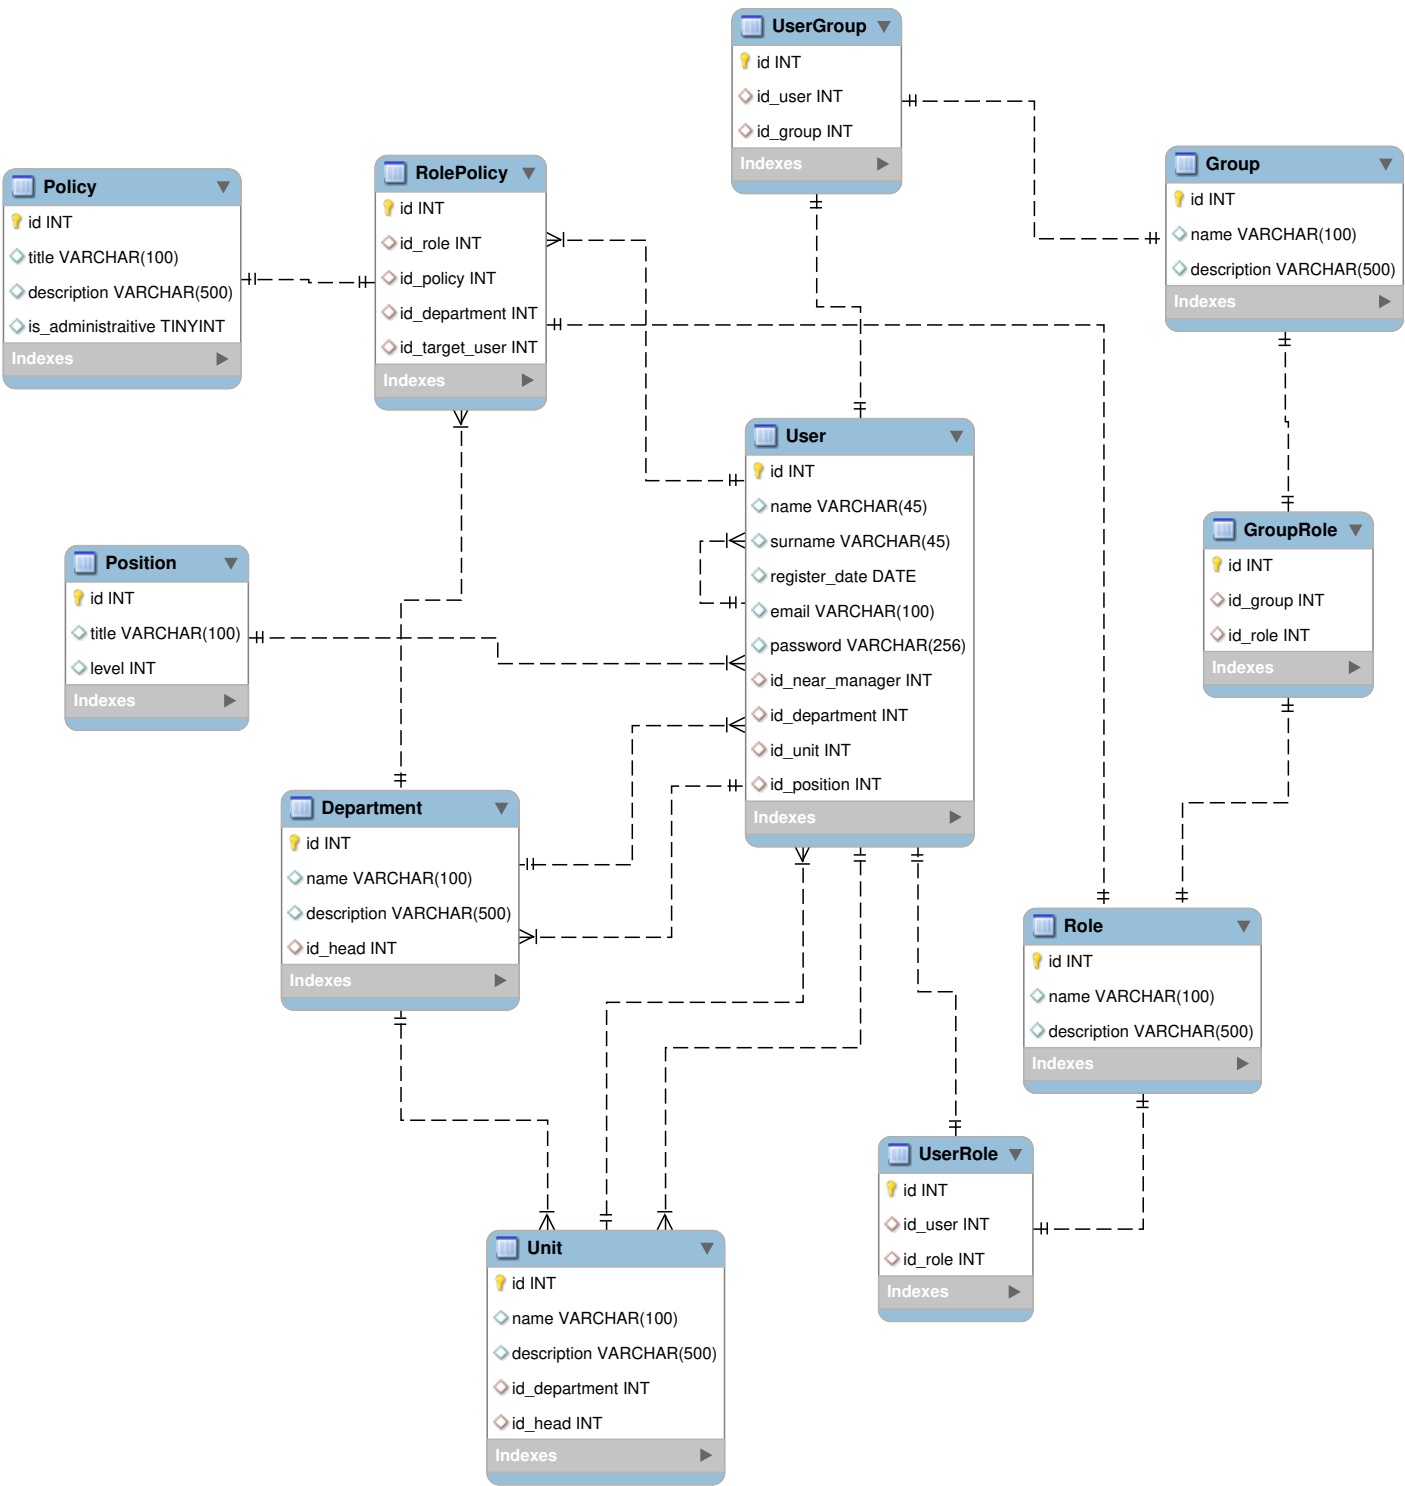 UserGroup
id INT
id_user INT
id_group INT
Indexes
Group
id INT
name VARCHAR(100)
description VARCHAR(500)
Indexes
RolePolicy
id INT
id_role INT
id_policy INT
id_department INT
id_target_user INT
Indexes
Policy
id INT
title VARCHAR(100)
description VARCHAR(500)
is_administraitive TINYINT
Indexes
User
id INT
name VARCHAR(45)
surname VARCHAR(45)
register_date DATE
email VARCHAR(100)
password VARCHAR(256)
id_near_manager INT
id_department INT
id_unit INT
id_position INT
Indexes
GroupRole
id INT
id_group INT
id_role INT
Indexes
Position
id INT
title VARCHAR(100)
level INT
Indexes
Department
id INT
name VARCHAR(100)
description VARCHAR(500)
id_head INT
Indexes
Role
id INT
name VARCHAR(100)
description VARCHAR(500)
Indexes
UserRole
id INT
id_user INT
id_role INT
Indexes
Unit
id INT
name VARCHAR(100)
description VARCHAR(500)
id_department INT
id_head INT
Indexes